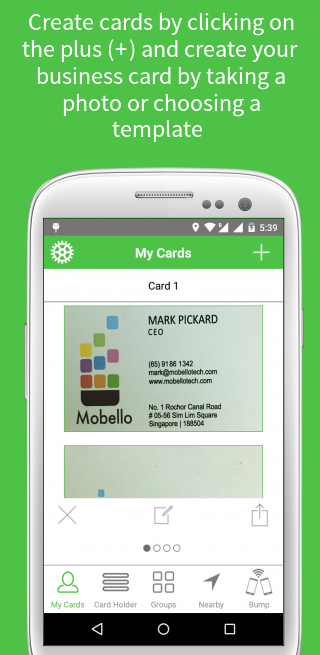 Create cards by clicking on
the plus (+) and create your
business card by taking a
photo or choosing a
template
5:39
My Cards
Card 1
MARK PICKARD
CEO
(65) 9186 1342
mark@mobellotech.com
www.mobellotech.com
Mobello
No. 1 Rochor Canal Road
# 05-56 Sim Lim Square
Singapore | 188504
My Cards Card Holder Groups Nearby Bump